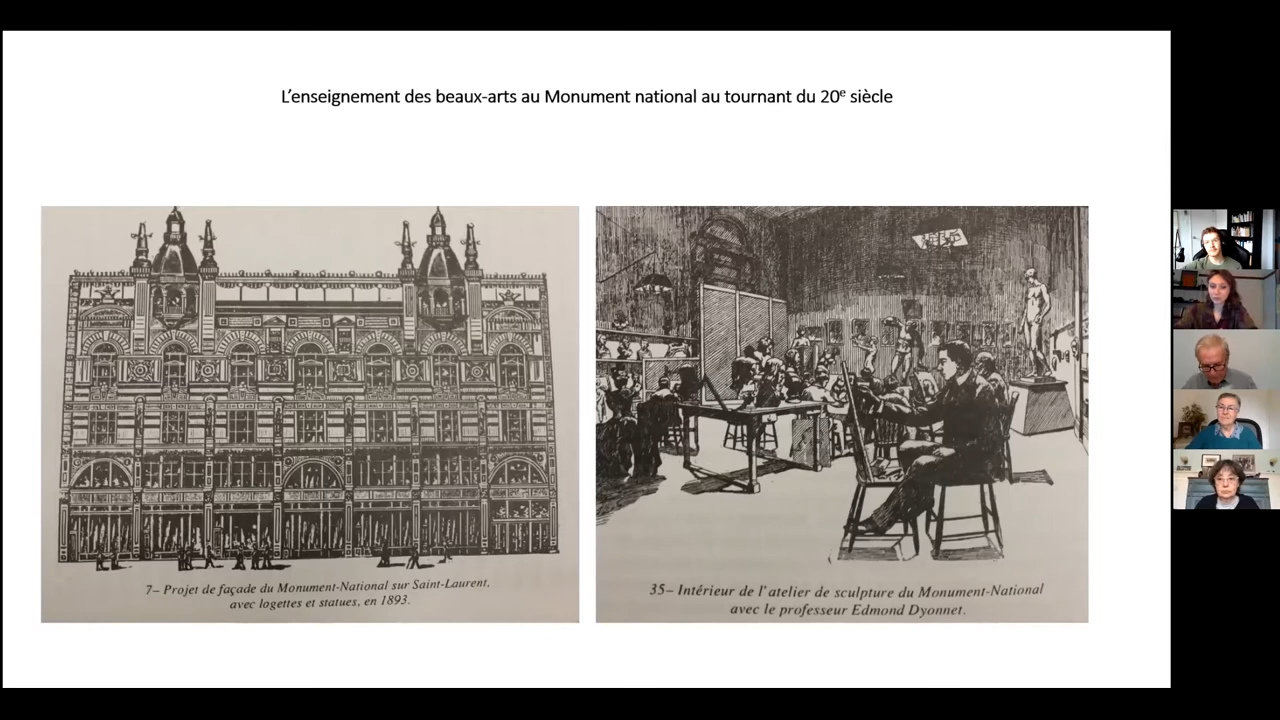 L’enseignement des beaux-arts au Monument national au tournant du 20e siècle
7– Projet de façade du Monument-National sur Saint-Laurent,
avec logettes et statues, en 1893.
35– Intérieur de l’atelier de sculpture du Monument-National
avec le professeur Edmond Dyonnet.